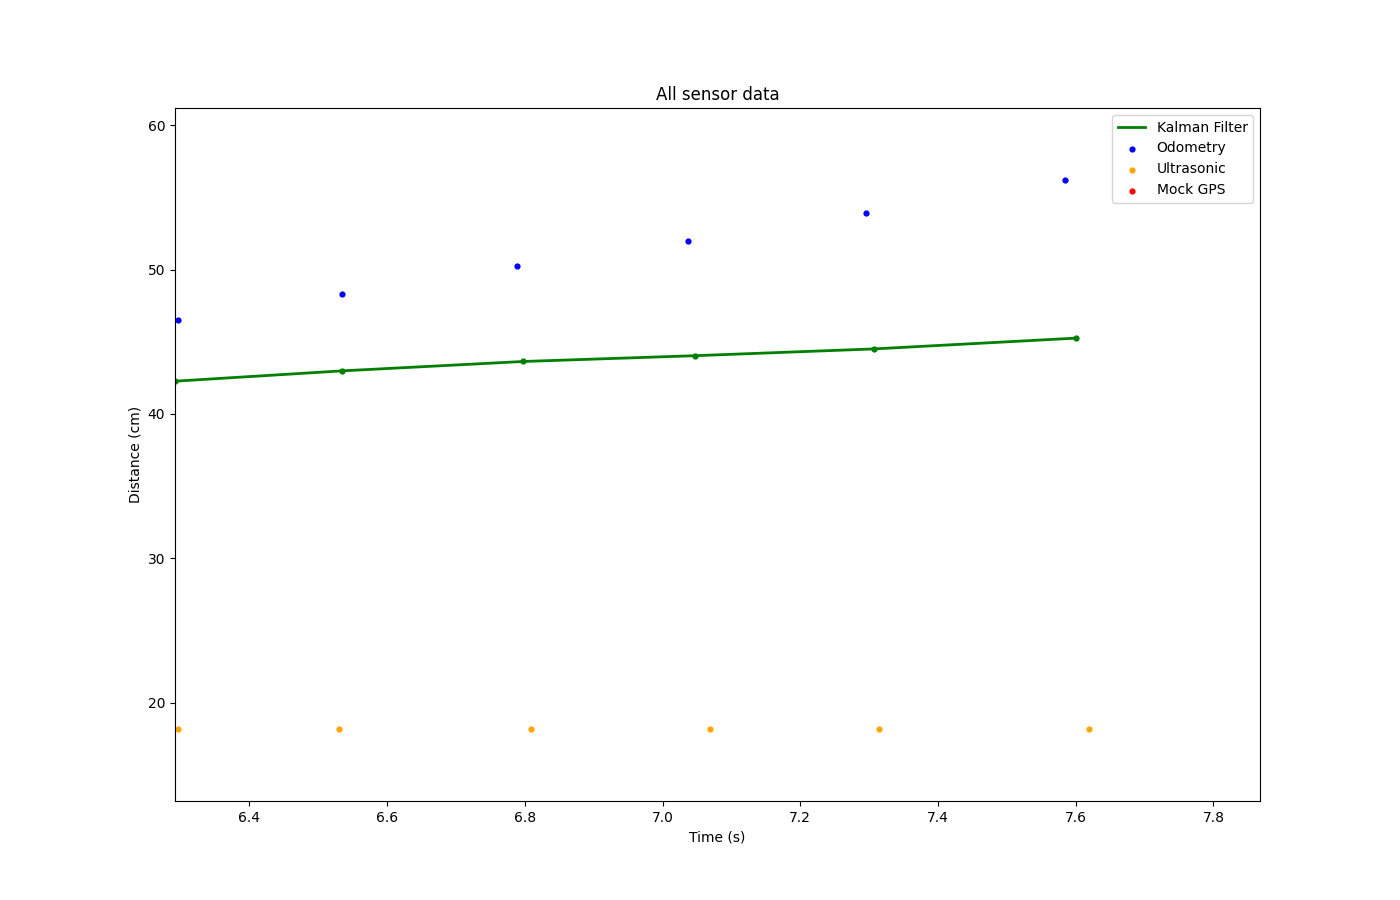 All sensor data
60
50
40
30
20
Distance (cm)
Kalman Filter
Odometry
Ultrasonic
Mock GPS
6.4 6.6 6.8 7.0 7.2 7.4 7.6 7.8
Time (s)